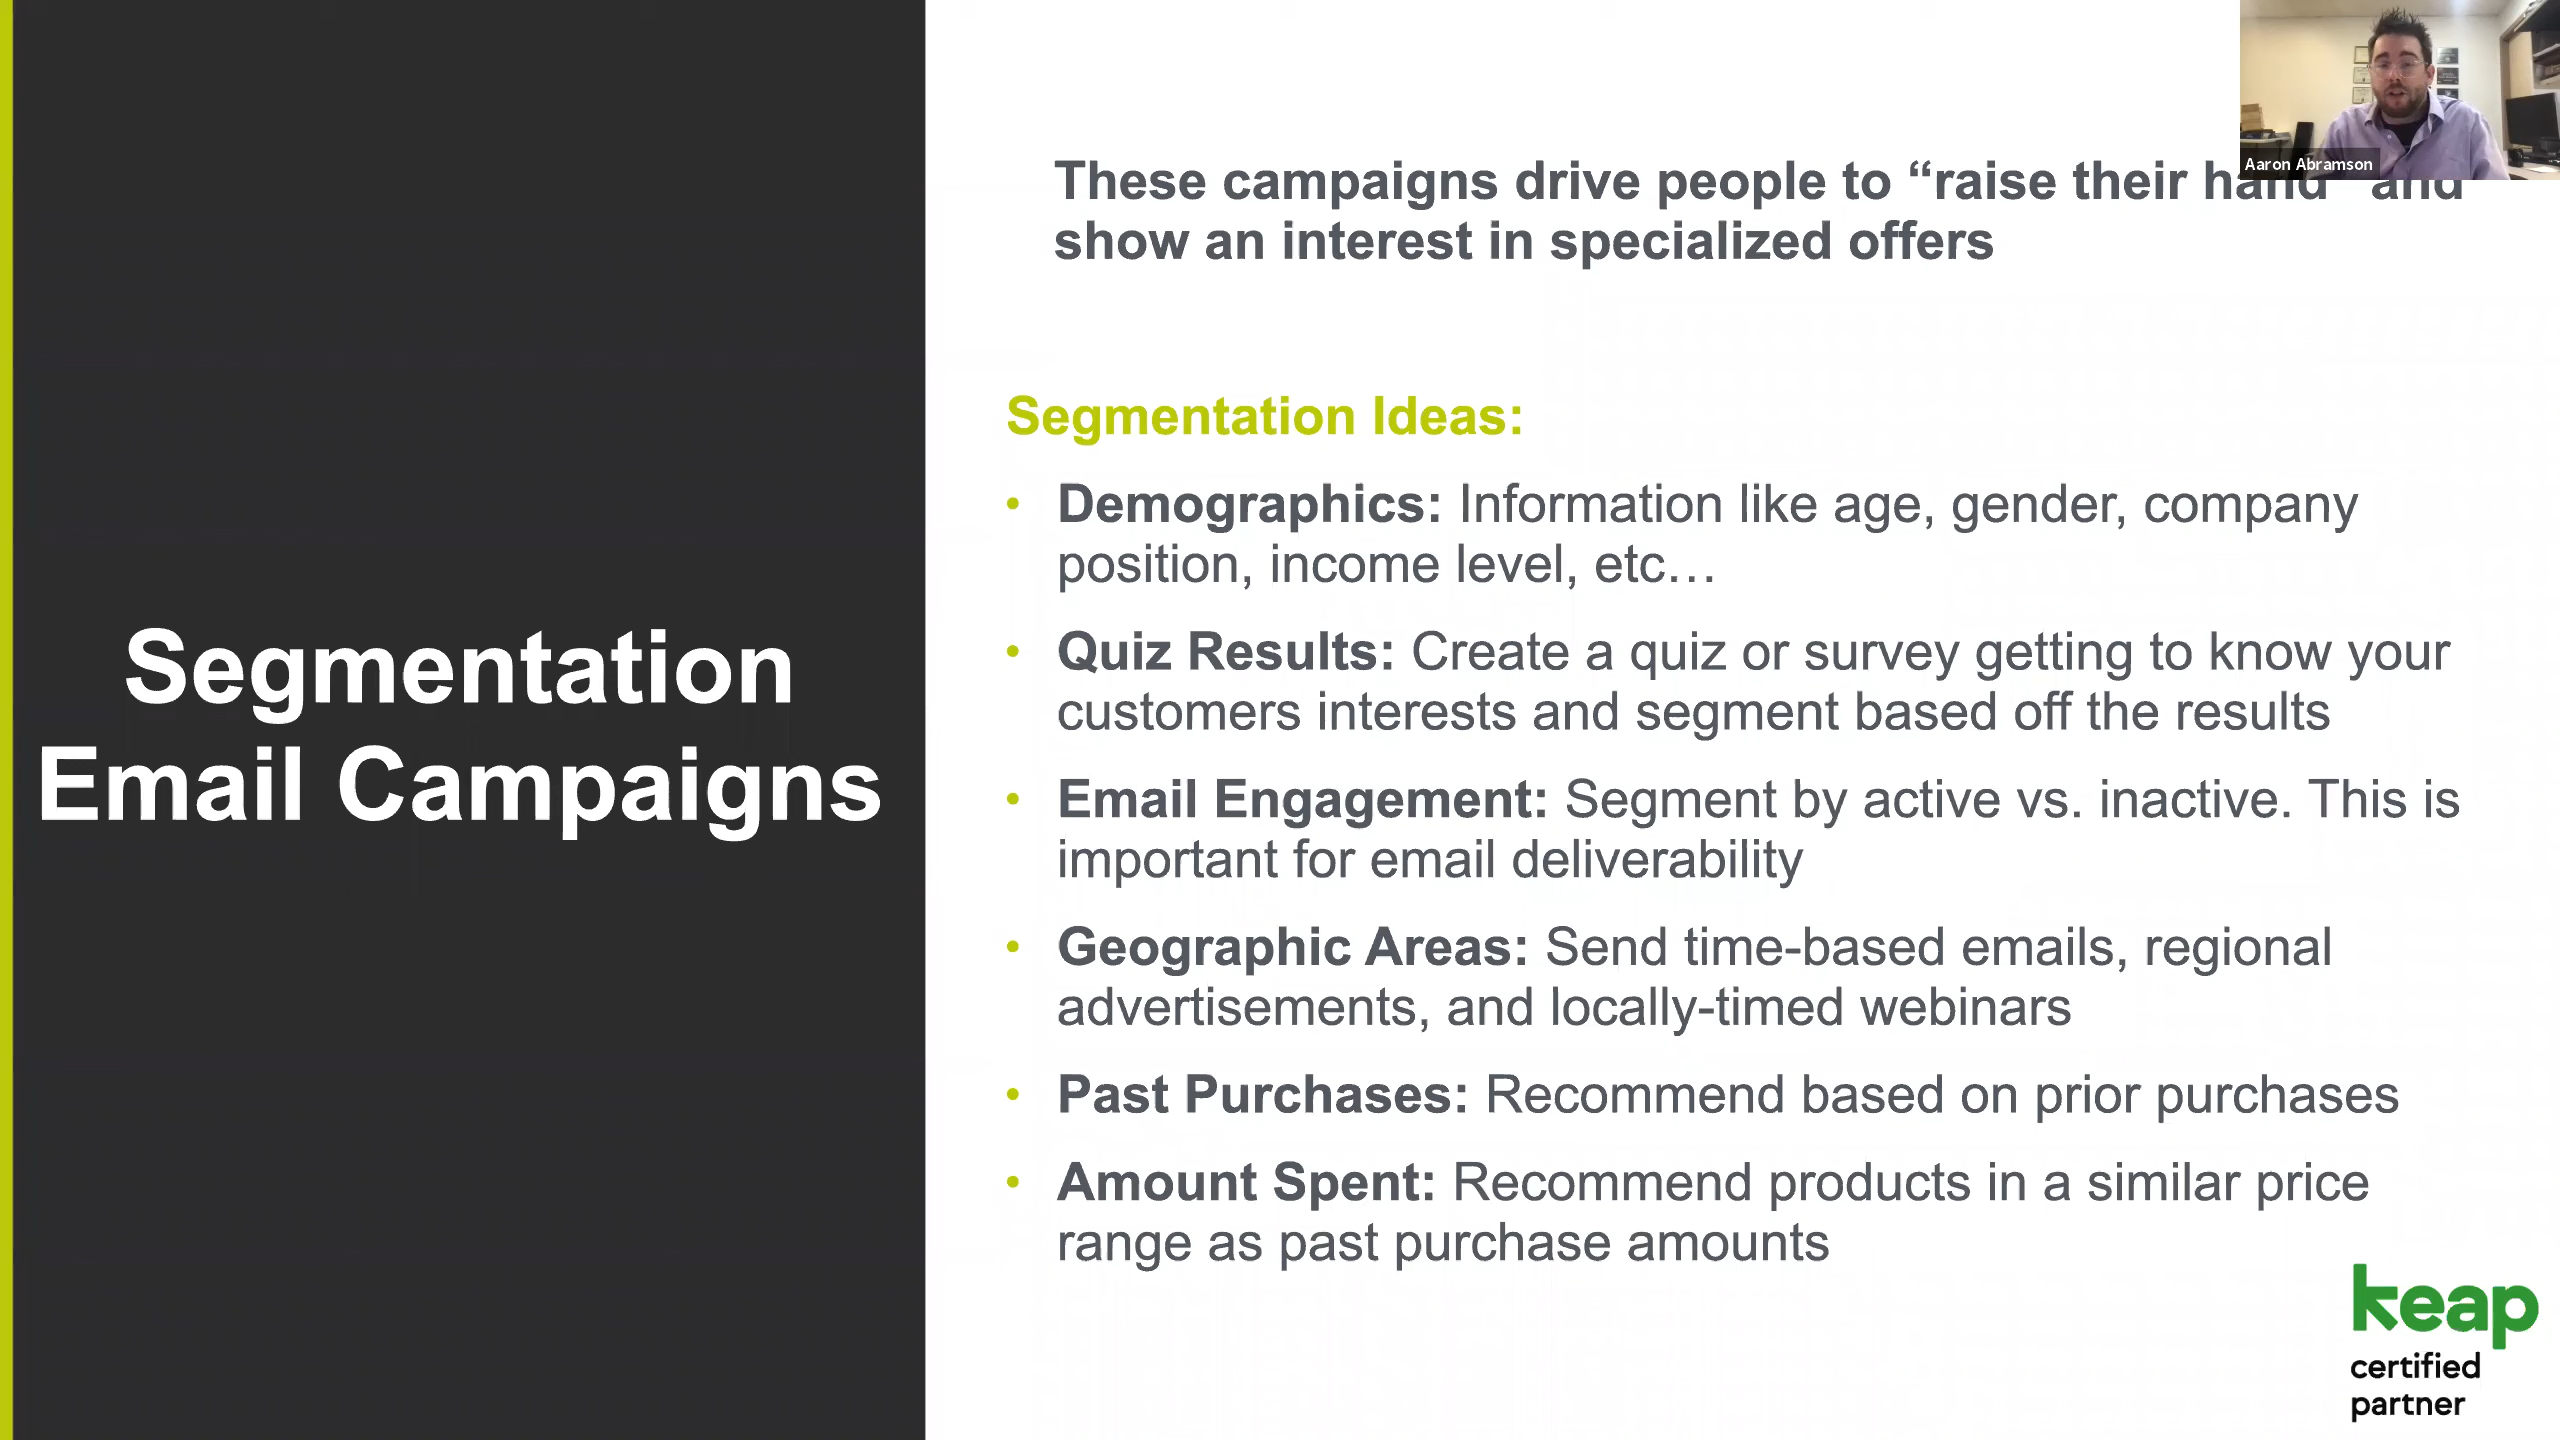 Aaron Abramson
These campaigns drive people to “raise their hand” and
show an interest in specialized offers
Segmentation
Email Campaigns
Segmentation Ideas:
• Demographics: Information like age, gender, company
position, income level, etc…
• Quiz Results: Create a quiz or survey getting to know your
customers interests and segment based off the results
• Email Engagement: Segment by active vs. inactive. This is
important for email deliverability
• Geographic Areas: Send time-based emails, regional
advertisements, and locally-timed webinars
• Past Purchases: Recommend based on prior purchases
• Amount Spent: Recommend products in a similar price
range as past purchase amounts
keap
certified
partner